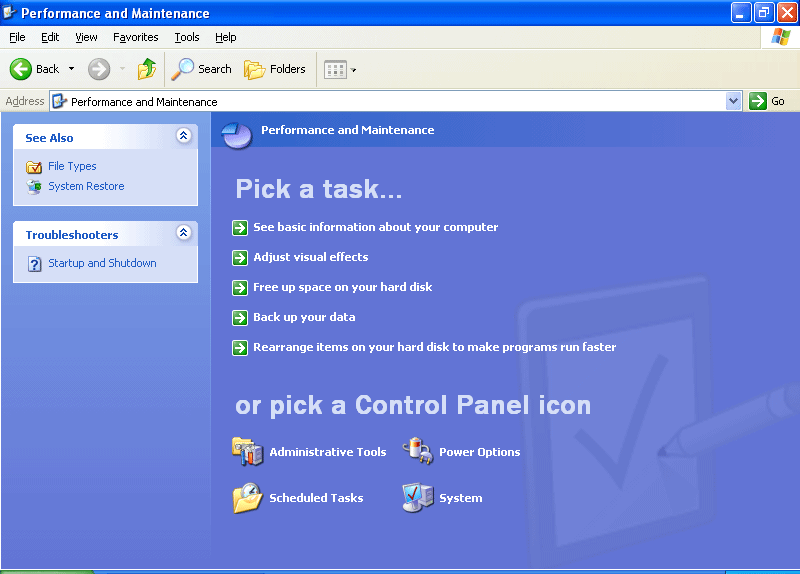 Performance and Maintenance
File Edit View Favorites Tools Help
Back Search Folders
Address Performance and Maintenance Go
See Also
File Types
System Restore
Troubleshooters
Startup and Shutdown
Performance and Maintenance
Pick a task...
See basic information about your computer
Adjust visual effects
Free up space on your hard disk
Back up your data
Rearrange items on your hard disk to make programs run faster
or pick a Control Panel icon
Administrative Tools Power Options
Scheduled Tasks System